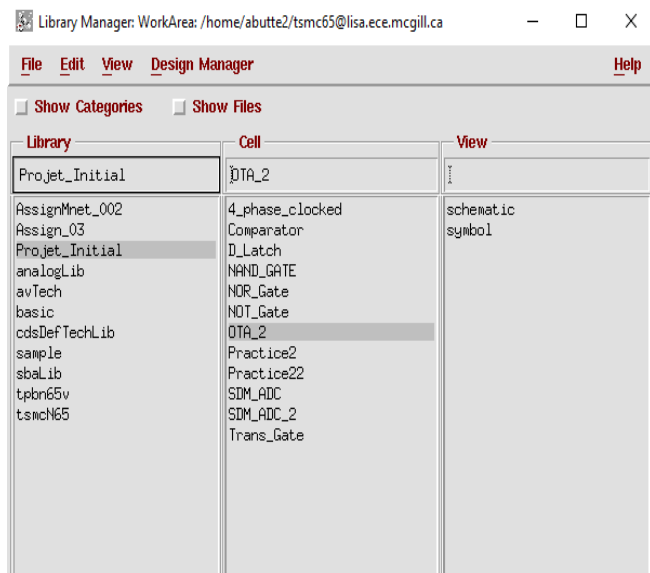 Library Manager: WorkArea: /home/abutte2/tsmc65@lisa.ece.mcgill.ca
File Edit View Design Manager Help
Show Categories Show Files
Library
Projet_Initial
AssignMnet_002
Assign_03
Projet_Initial
analogLib
avTech
basic
cdsDefTechLib
sample
sbaLib
tpbn65v
tsmcN65
Cell
OTA_2
4_phase_clocked
Comparator
D_Latch
NAND_GATE
NOR_Gate
NOT_Gate
OTA_2
Practice2
Practice22
SDM_ADC
SDM_ADC_2
Trans_Gate
View
schematic
symbol